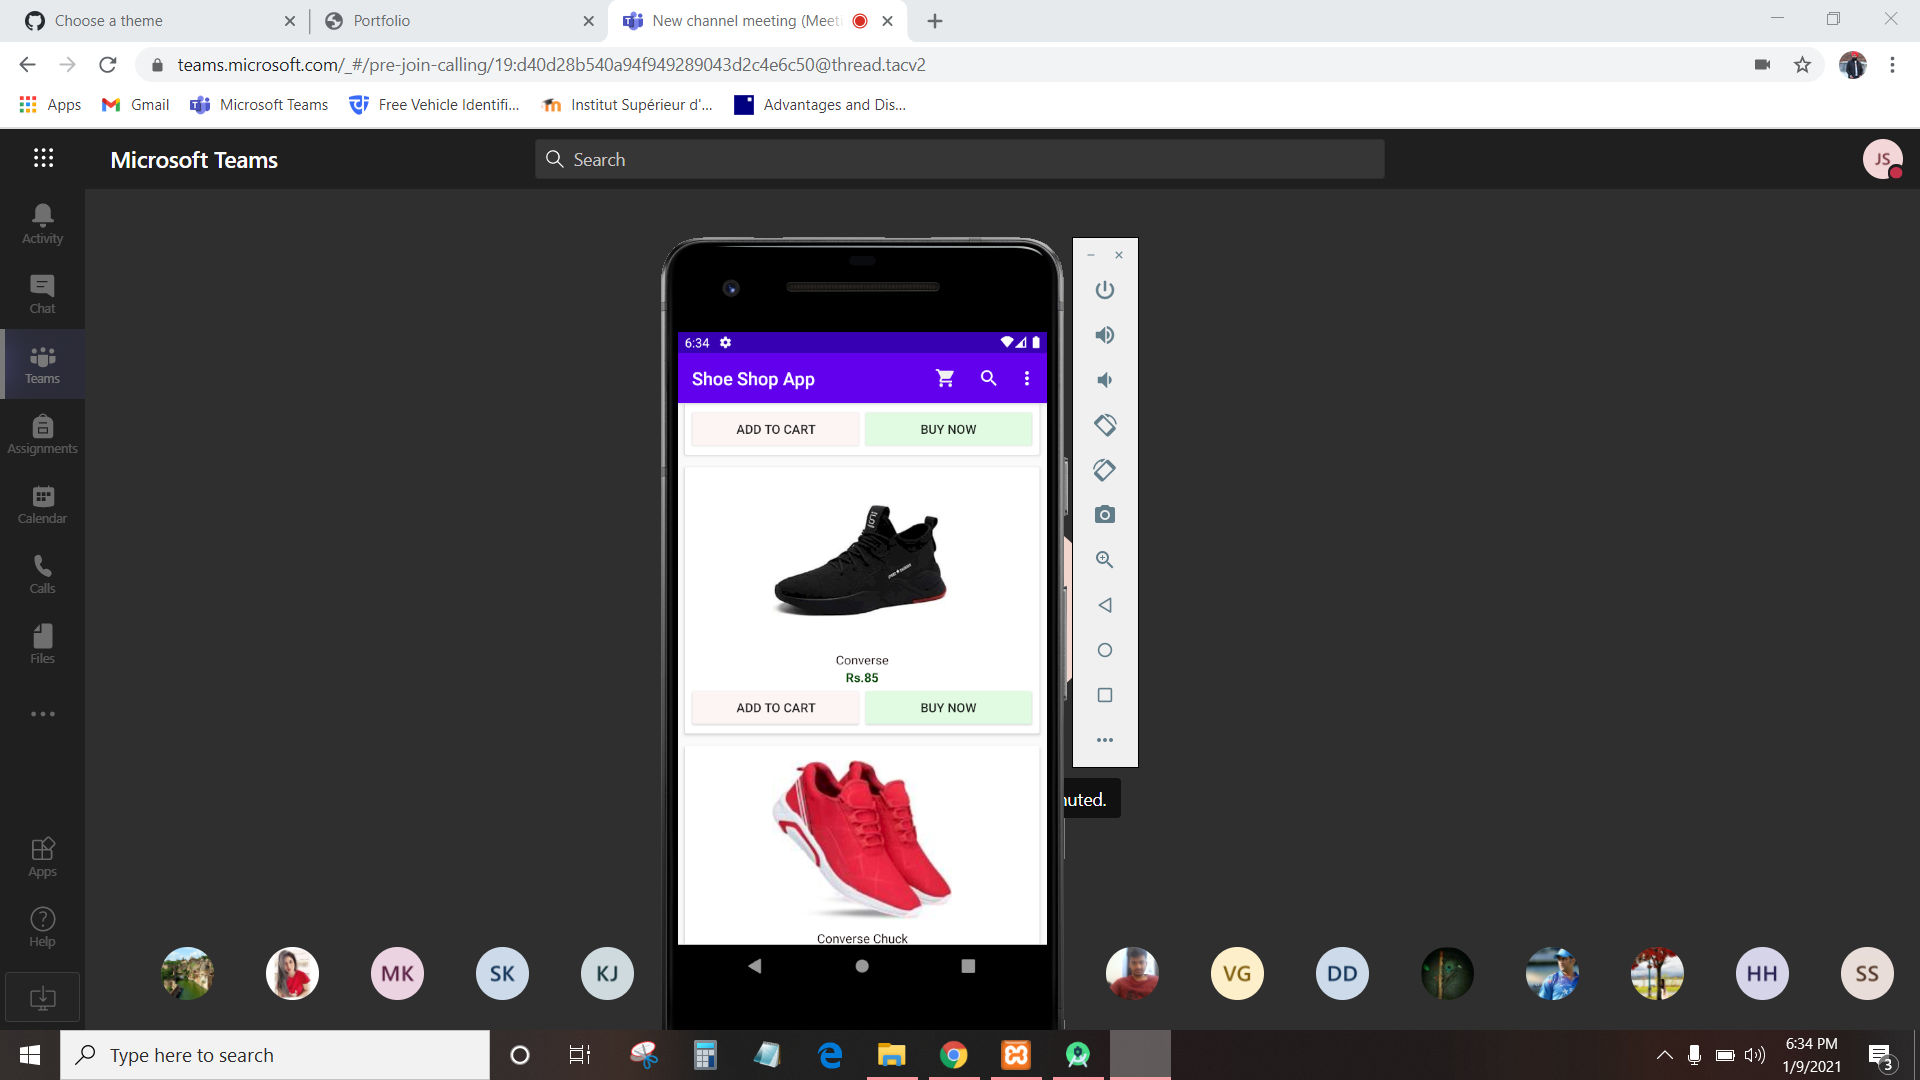 Choose a theme
Portfolio
New channel meeting (Meeti
teams.microsoft.com/_#/pre-join-calling/19:d40d28b540a94f949289043d2c4e6c50@thread.tacv2
Apps
Gmail
Microsoft Teams
Free Vehicle Identifi...
Institut Supérieur d'...
Advantages and Dis...
Microsoft Teams
Search
JS
Activity
Chat
Teams
Assignments
Calendar
Calls
Files
Apps
Help
6:34
Shoe Shop App
ADD TO CART
BUY NOW
Converse
Rs.85
ADD TO CART
BUY NOW
Converse Chuck
nuted.
MK
SK
KJ
VG
DD
HH
SS
Type here to search
6:34 PM
1/9/2021
3